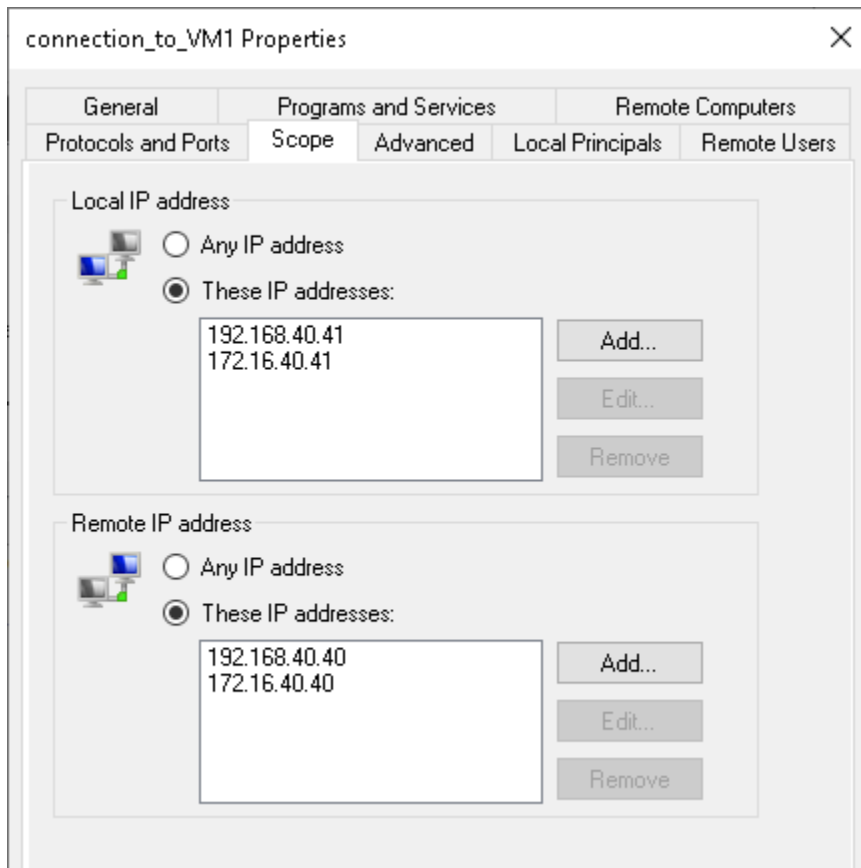 connection_to_VM1 Properties
General Programs and Services Remote Computers
Protocols and Ports Scope Advanced Local Principals Remote Users
Local IP address
Any IP address
These IP addresses:
192.168.40.41
172.16.40.41
Add...
Edit...
Remove
Remote IP address
Any IP address
These IP addresses:
192.168.40.40
172.16.40.40
Add...
Edit...
Remove